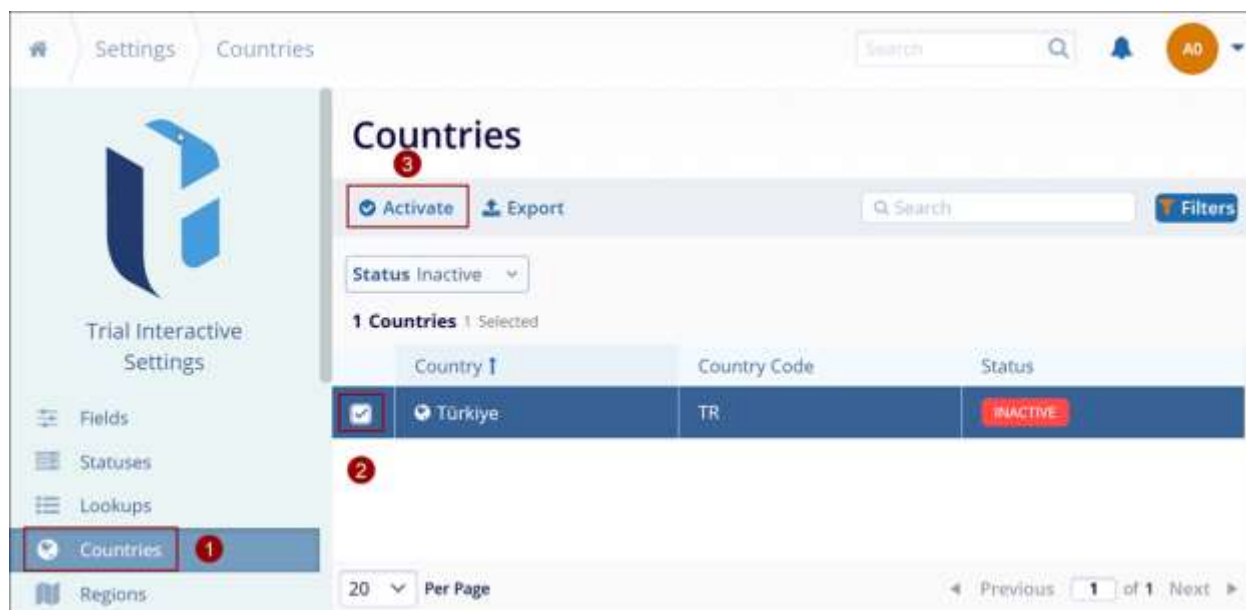 Settings Countries Search A0
Trial Interactive
Settings
Fields
Statuses
Lookups
Countries 1
Regions
Countries
3
Activate Export Search Filters
Status Inactive
1 Countries 1 Selected
Country Country Code Status
Türkiye TR INACTIVE
2
20 Per Page Previous 1 of 1 Next